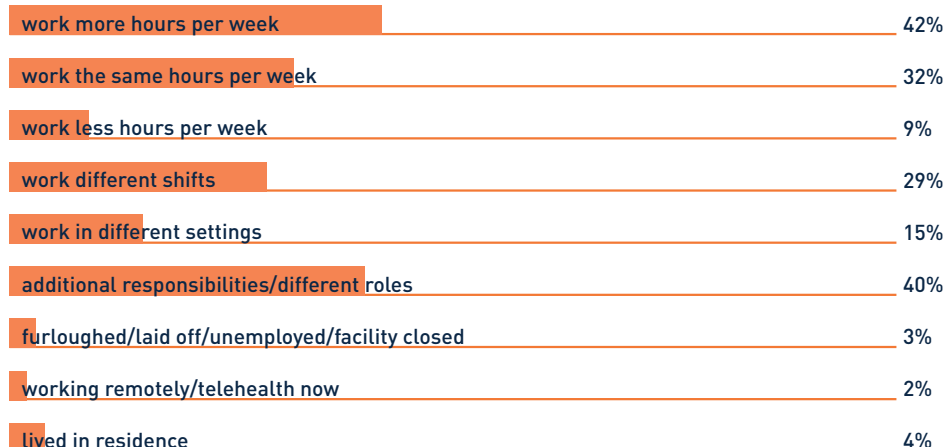 work more hours per week 42%
work the same hours per week 32%
work less hours per week 9%
work different shifts 29%
work in different settings 15%
additional responsibilities/different roles 40%
furloughed/laid off/unemployed/facility closed 3%
working remotely/telehealth now 2%
lived in residence 4%